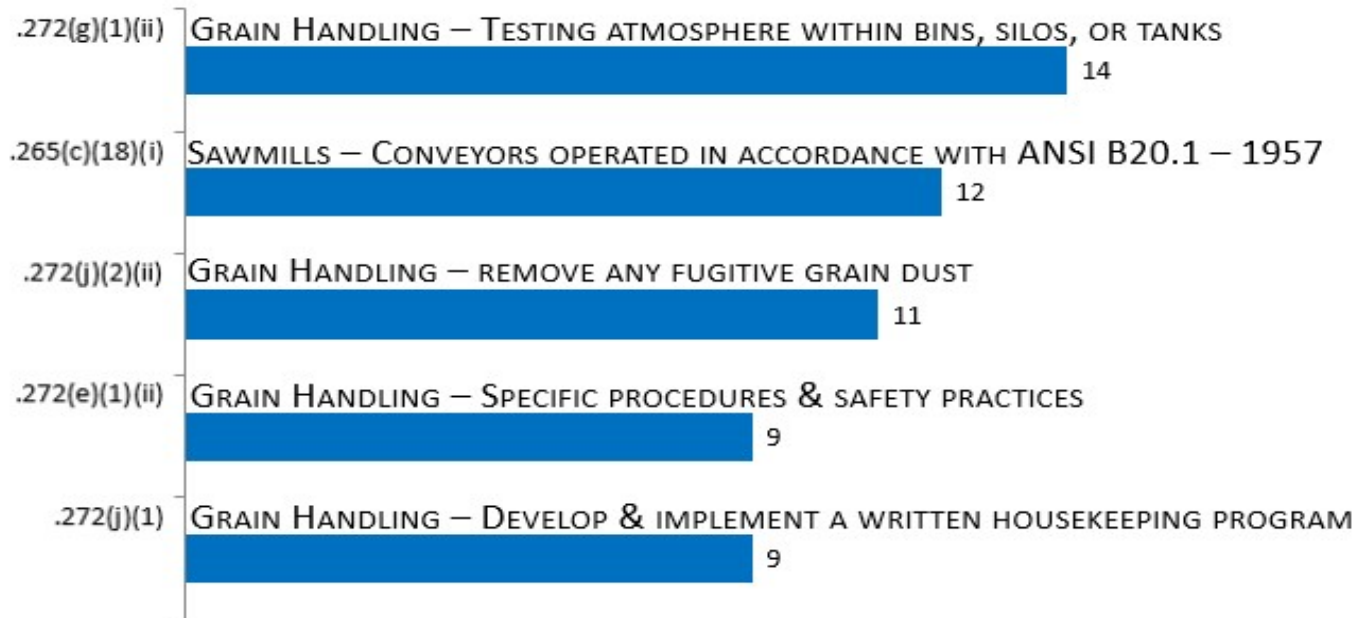 .272(g)(1)(ii) Grain Handling – Testing atmosphere within bins, silos, or tanks
14
.265(c)(18)(i) Sawmills – Conveyors operated in accordance with ANSI B20.1 – 1957
12
.272(j)(2)(ii) Grain Handling – remove any fugitive grain dust
11
.272(e)(1)(ii) Grain Handling – Specific procedures & safety practices
9
.272(j)(1) Grain Handling – Develop & implement a written housekeeping program
9